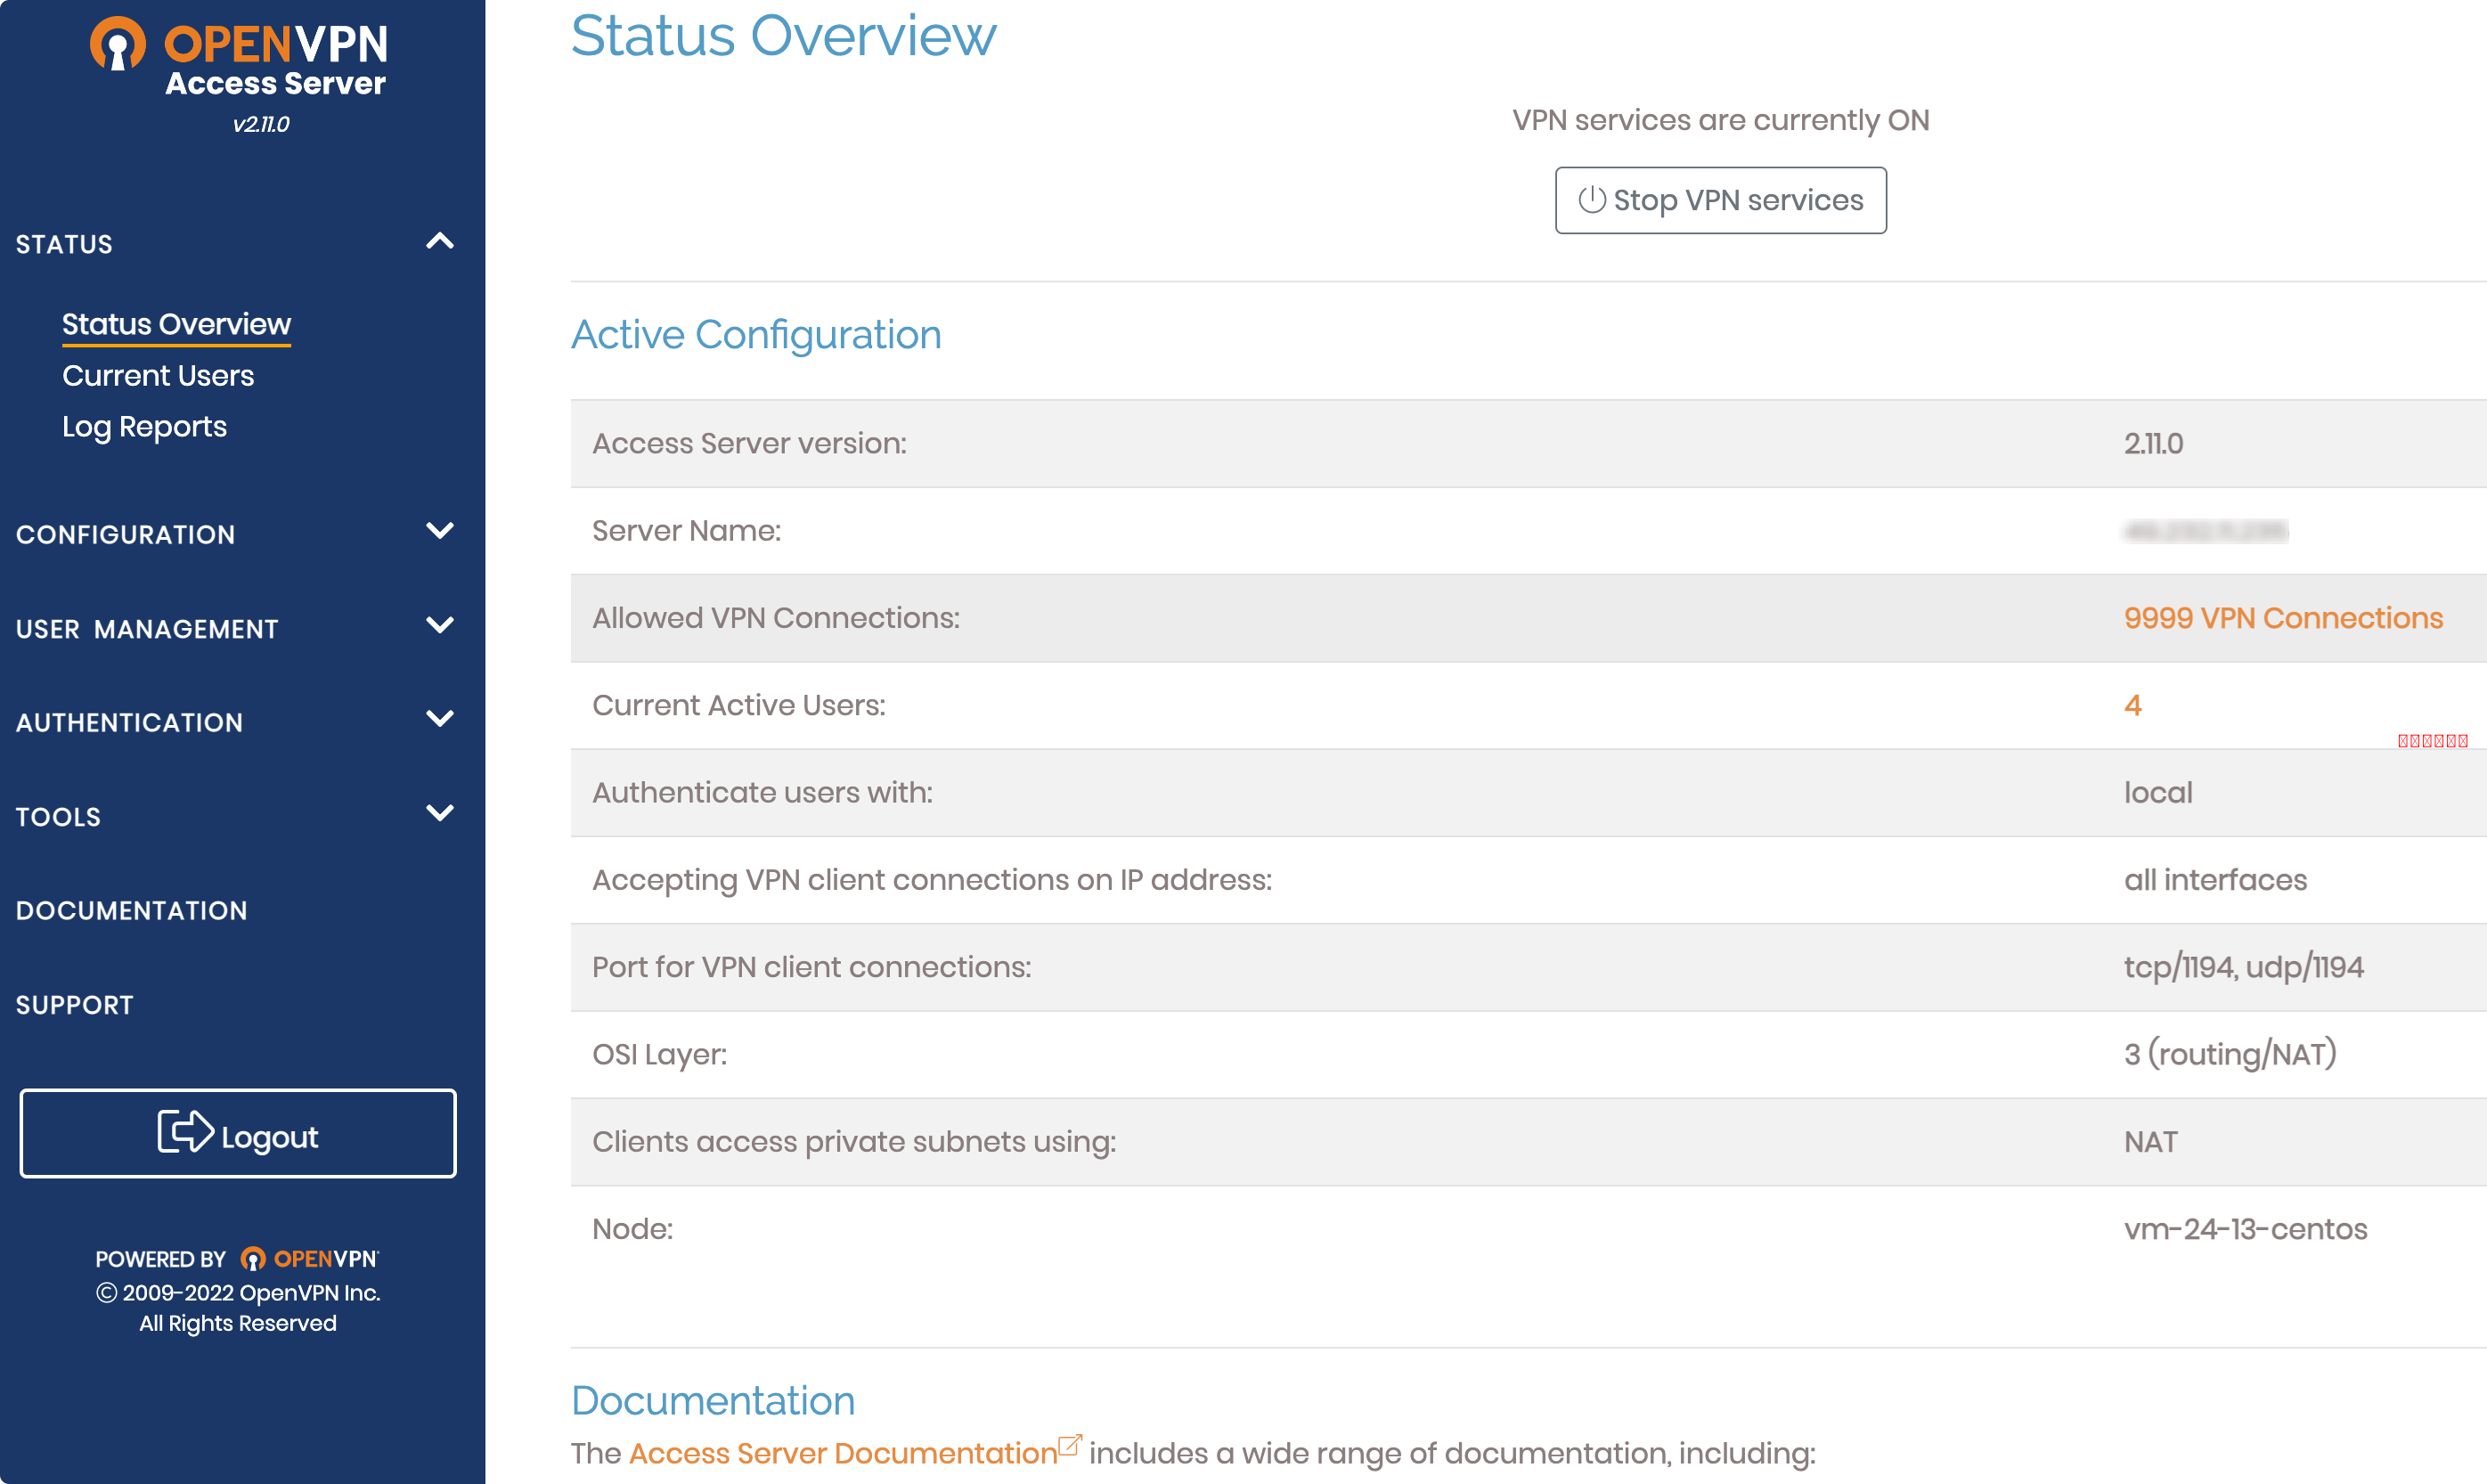 OPENVPN
Access Server
v2.11.0
STATUS
Status Overview
Current Users
Log Reports
CONFIGURATION
USER MANAGEMENT
AUTHENTICATION
TOOLS
DOCUMENTATION
SUPPORT
Logout
POWERED BY OPENVPN
© 2009-2022 OpenVPN Inc.
All Rights Reserved
Status Overview
VPN services are currently ON
Stop VPN services
Active Configuration
Access Server version: 2.11.0
Server Name:
Allowed VPN Connections: 9999 VPN Connections
Current Active Users: 4
Authenticate users with: local
Accepting VPN client connections on IP address: all interfaces
Port for VPN client connections: tcp/1194, udp/1194
OSI Layer: 3 (routing/NAT)
Clients access private subnets using: NAT
Node: vm-24-13-centos
Documentation
The Access Server Documentation includes a wide range of documentation, including: